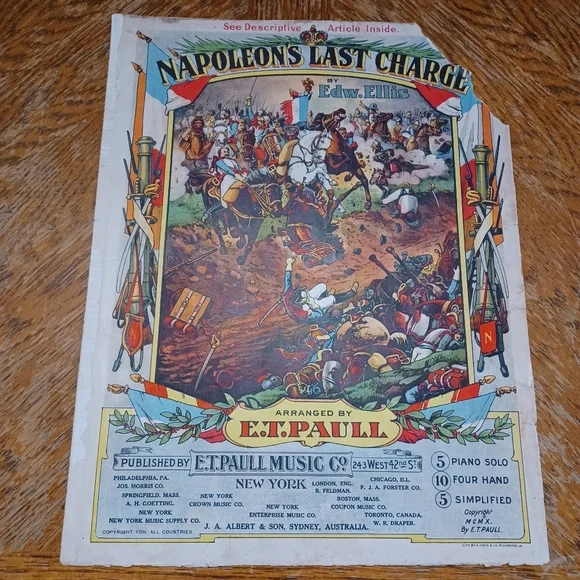 See Descriptive Article Inside.
NAPOLEON'S LAST CHARGE
BY
Edw. Ellis
N
ARRANGED BY
E.T. PAULL
PUBLISHED BY E.T. PAULL MUSIC Co. 243 WEST 42nd ST.
NEW YORK
PHILADELPHIA, PA.
JOS. MORRIS CO.
SPRINGFIELD. MASS.
A. H. GOETTING.
NEW YORK
NEW YORK MUSIC SUPPLY CO.
NEW YORK
CROWN MUSIC CO.
LONDON, ENG.
B. FELDMAN.
NEW YORK
ENTERPRISE MUSIC CO.
CHICAGO, ILL.
F. J. A. FORSTER CO.
BOSTON, MASS.
COUPON MUSIC CO.
TORONTO, CANADA.
W. R. DRAPER.
J. A. ALBERT & SON, SYDNEY, AUSTRALIA.
COPYRIGHT FOR ALL COUNTRIES
5 PIANO SOLO
10 FOUR HAND
5 SIMPLIFIED
Copyright
MCMX.
By E.T. PAULL.